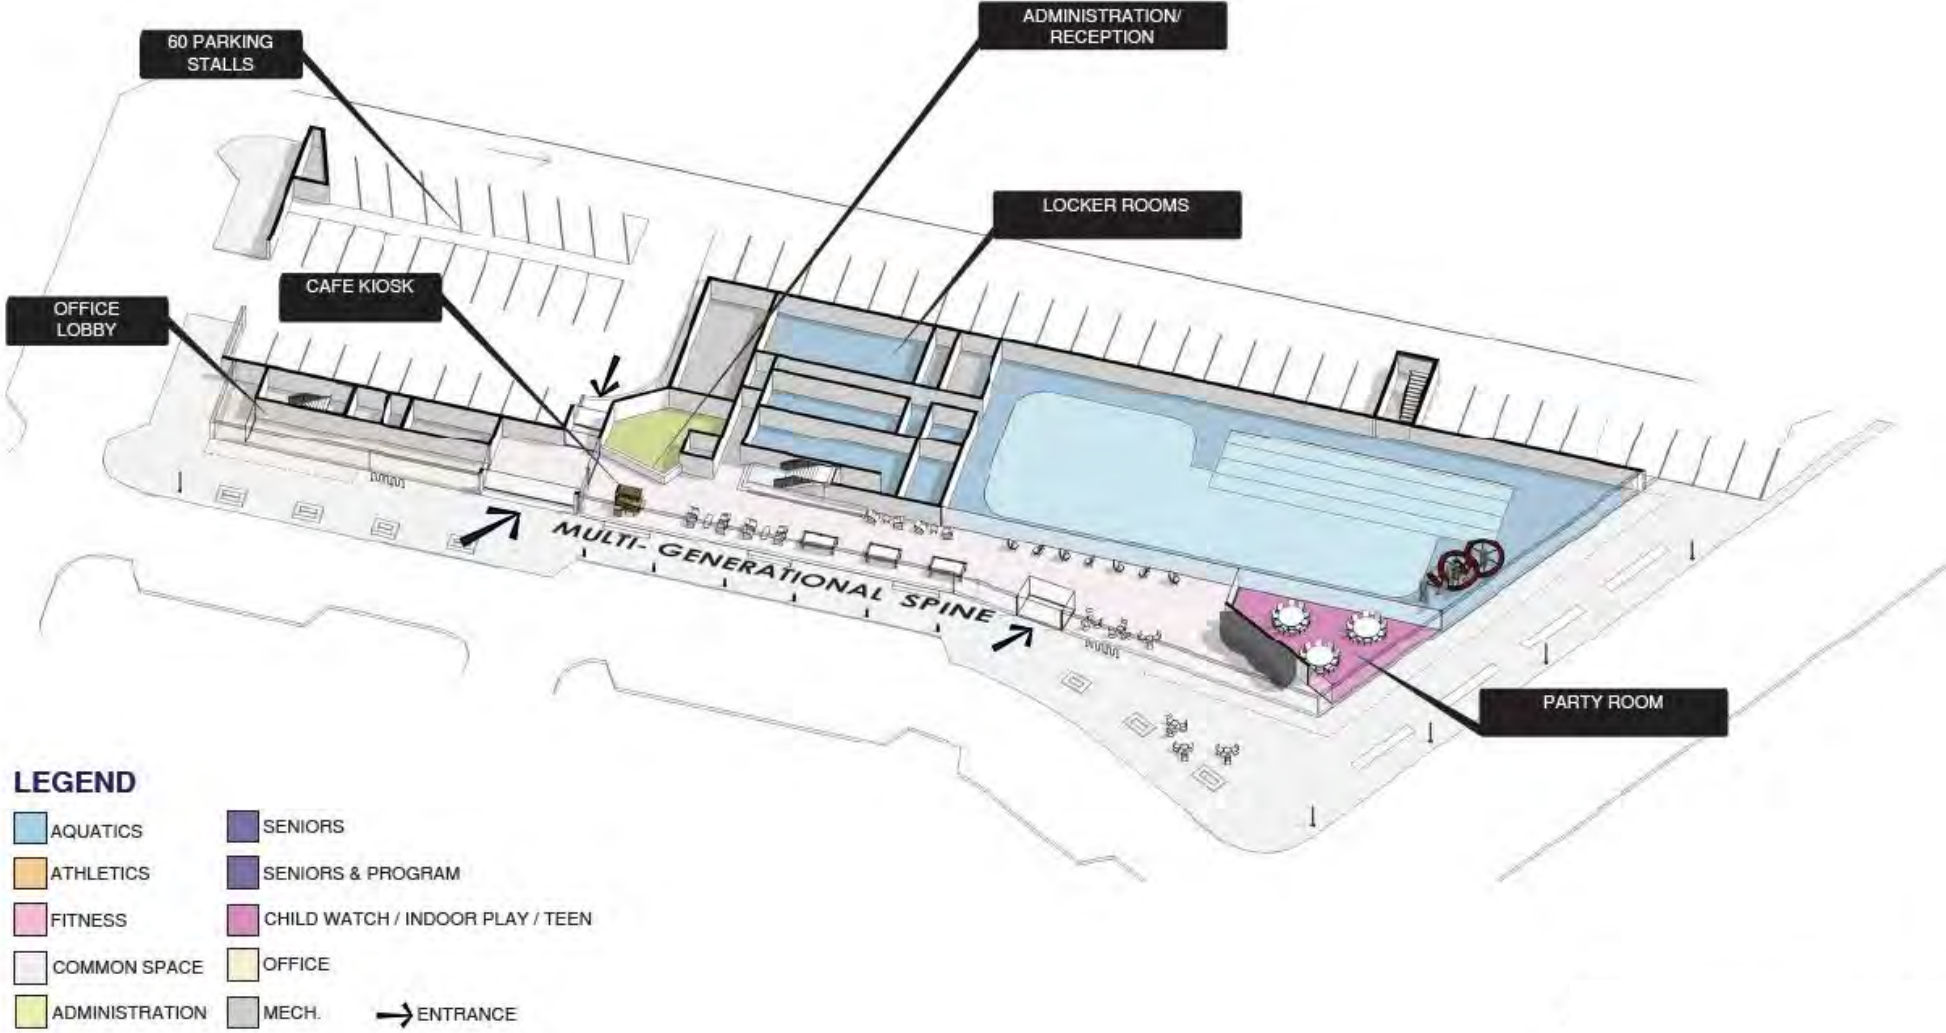 ADMINISTRATION/
RECEPTION
60 PARKING
STALLS
LOCKER ROOMS
CAFE KIOSK
OFFICE
LOBBY
MULTI- GENERATIONAL SPINE
PARTY ROOM
LEGEND
AQUATICS
ATHLETICS
FITNESS
COMMON SPACE
ADMINISTRATION
SENIORS
SENIORS & PROGRAM
CHILD WATCH / INDOOR PLAY / TEEN
OFFICE
MECH.
ENTRANCE